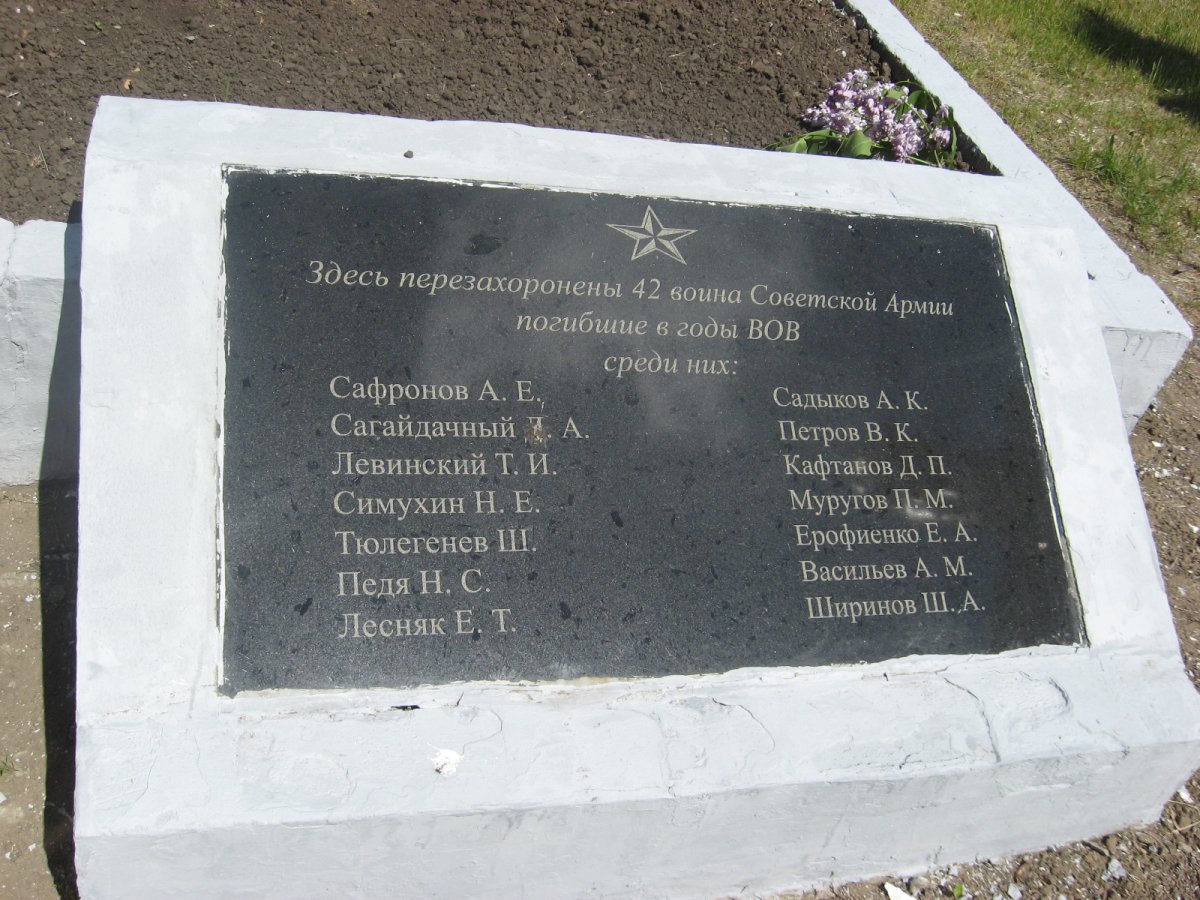 Здесь перезахоронены 42 воина Советской Армии
погибшие в годы ВОВ
среди них:
Сафронов А. Е.
Сагайдачный А.
Левинский Т. И.
Симухин Н. Е.
Тюлегенев Ш.
Педя Н. С.
Лесняк Е. Т.
Садыков А. К.
Петров В. К.
Кафтанов Д. П.
Муругов П. М.
Ерофиенко Е. А.
Васильев А. М.
Ширинов Ш. А.